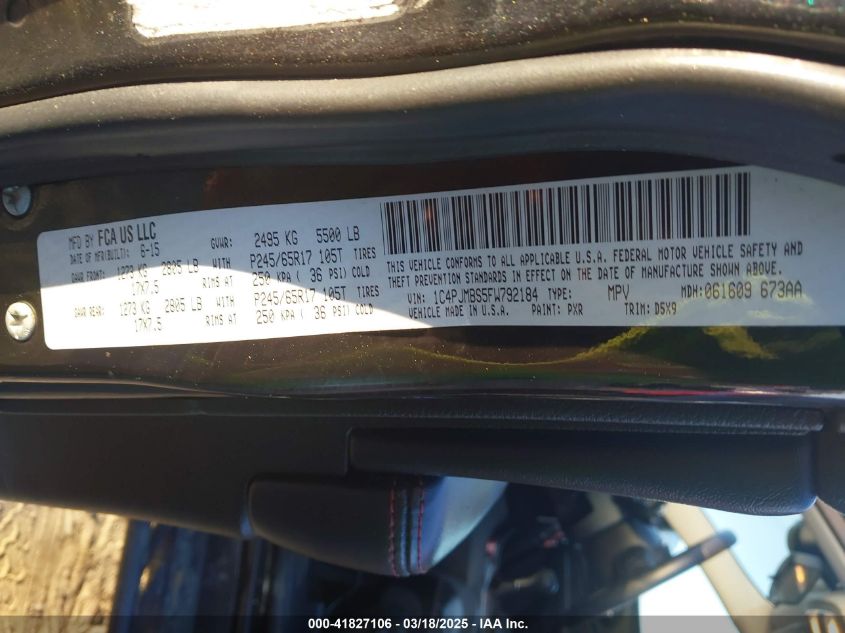 MFD BY FCA US LLC
DATE OF MFR(BUILT): 6-15 GVWR: 2495 KG 5500 LB
GAWR FRONT: 1273 KG 2805 LB WITH P245/65R17 105T TIRES
17X7.5 RIMS AT 250 KPA ( 36 PSI) COLD
GAWR REAR: 1273 KG 2805 LB WITH P245/65R17 105T TIRES
17X7.5 RIMS AT 250 KPA ( 36 PSI) COLD
THIS VEHICLE CONFORMS TO ALL APPLICABLE U.S.A. FEDERAL MOTOR VEHICLE SAFETY AND
THEFT PREVENTION STANDARDS IN EFFECT ON THE DATE OF MANUFACTURE SHOWN ABOVE.
VIN: 1C4PJMBS5FW792184 TYPE: MPV MDH: 061609 673AA
VEHICLE MADE IN U.S.A. PAINT: PXR TRIM: D5X9
000-41827106 - 03/18/2025 - IAA Inc.